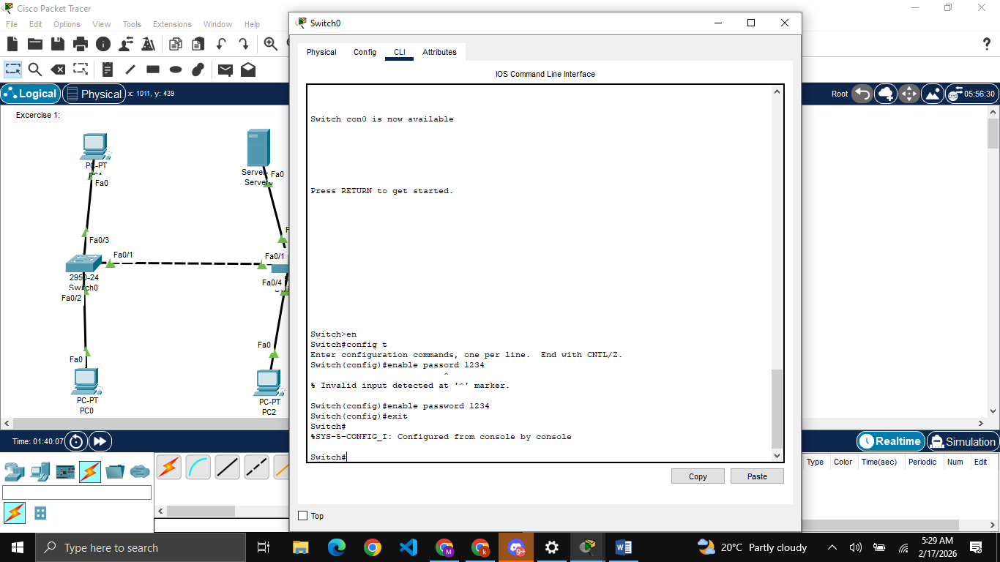 Cisco Packet Tracer
File Edit Options View Tools Extensions Window Help
Logical Physical x: 1011, y: 439
Root 05:56:30
Excercise 1:
PC-PT
Fa0
Fa0/3
Fa0/1
2950-24
Switch0
Fa0/2
Fa0
PC-PT
PC0
Server
Fa0
Fa0/1
Fa0/4
Fa0
PC-PT
PC2
Switch0
Physical Config CLI Attributes
IOS Command Line Interface
Switch con0 is now available
Press RETURN to get started.
Switch>en
Switch#config t
Enter configuration commands, one per line. End with CNTL/Z.
Switch(config)#enable passord 1234
^
% Invalid input detected at '^' marker.
Switch(config)#enable password 1234
Switch(config)#exit
Switch#
%SYS-5-CONFIG_I: Configured from console by console
Switch#
Copy Paste
Top
Time: 01:40:07
Realtime Simulation
Type Color Time(sec) Periodic Num Edit
Type here to search
9+
20°C Partly cloudy
5:29 AM
2/17/2026